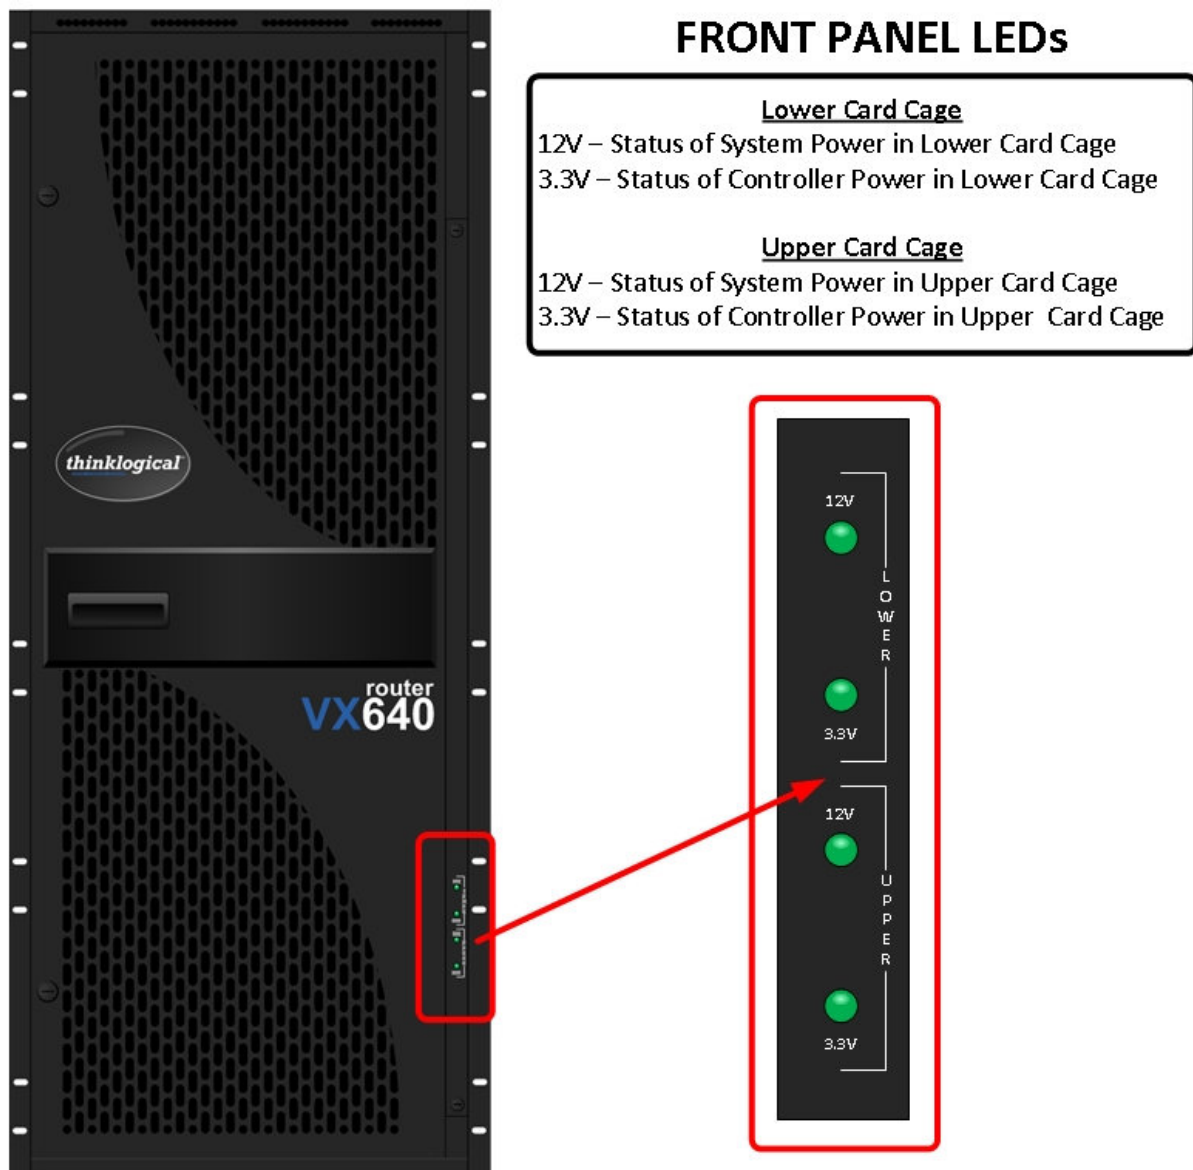 FRONT PANEL LEDs
Lower Card Cage
12V – Status of System Power in Lower Card Cage
3.3V – Status of Controller Power in Lower Card Cage
Upper Card Cage
12V – Status of System Power in Upper Card Cage
3.3V – Status of Controller Power in Upper Card Cage
thinklogical
router
VX640
12V
LOWER
3.3V
12V
UPPER
3.3V